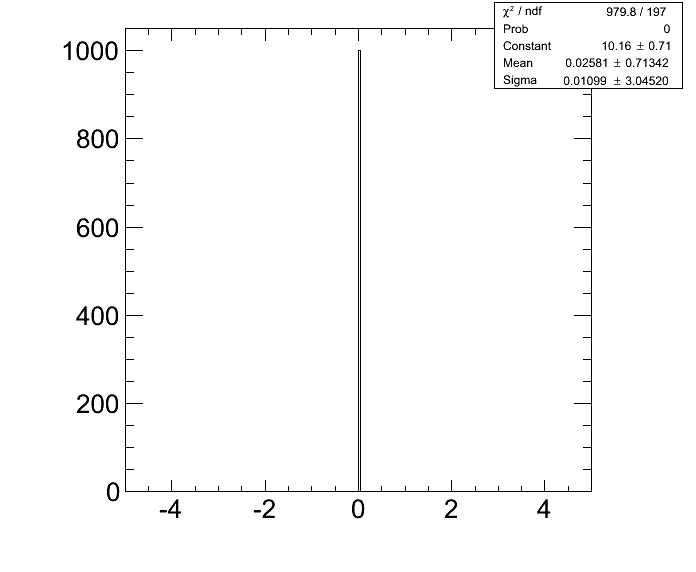 χ² / ndf 979.8 / 197
Prob 0
Constant 10.16 ± 0.71
Mean 0.02581 ± 0.71342
Sigma 0.01099 ± 3.04520
1000
800
600
400
200
0
-4 -2 0 2 4